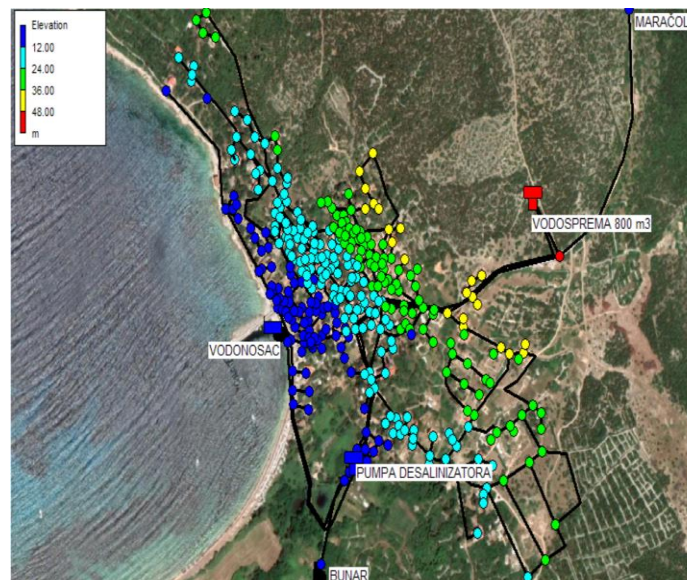 Elevation
12.00
24.00
36.00
48.00
m
MARAČOL
VODOSPREMA 800 m3
VODONOSAC
PUMPA DESALINIZATORA
BUNAR